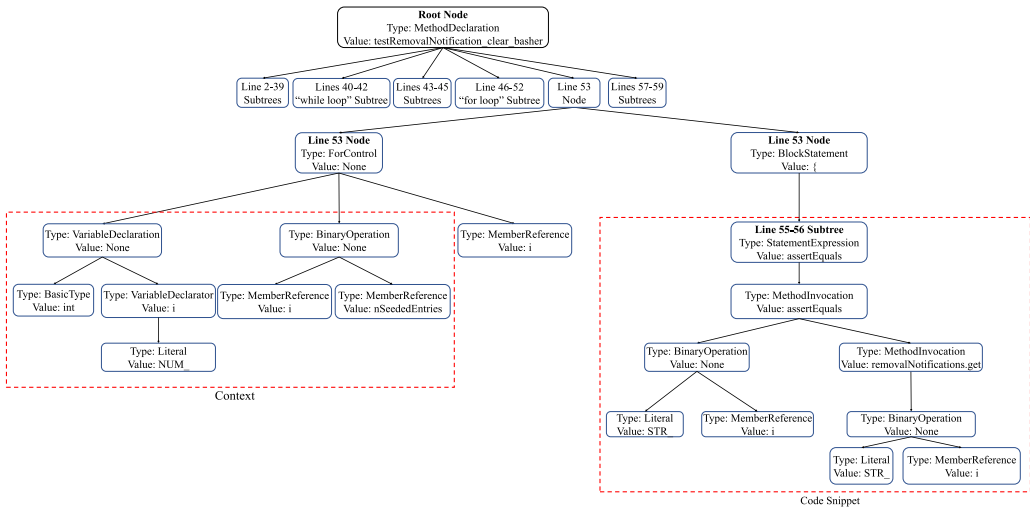 Root Node
Type: MethodDeclaration
Value: testRemovalNotification_clear_basher
Line 2-39
Subtrees
Lines 40-42
“while loop” Subtree
Lines 43-45
Subtrees
Line 46-52
“for loop” Subtree
Line 53
Node
Lines 57-59
Subtrees
Line 53 Node
Type: ForControl
Value: None
Line 53 Node
Type: BlockStatement
Value: {
Type: VariableDeclaration
Value: None
Type: BinaryOperation
Value: None
Type: MemberReference
Value: i
Line 55-56 Subtree
Type: StatementExpression
Value: assertEquals
Type: BasicType
Value: int
Type: VariableDeclarator
Value: i
Type: MemberReference
Value: i
Type: MemberReference
Value: nSeededEntries
Type: MethodInvocation
Value: assertEquals
Type: Literal
Value: NUM_
Type: BinaryOperation
Value: None
Type: MethodInvocation
Value: removalNotifications.get
Context
Type: Literal
Value: STR_
Type: MemberReference
Value: i
Type: BinaryOperation
Value: None
Type: Literal
Value: STR_
Type: MemberReference
Value: i
Code Snippet